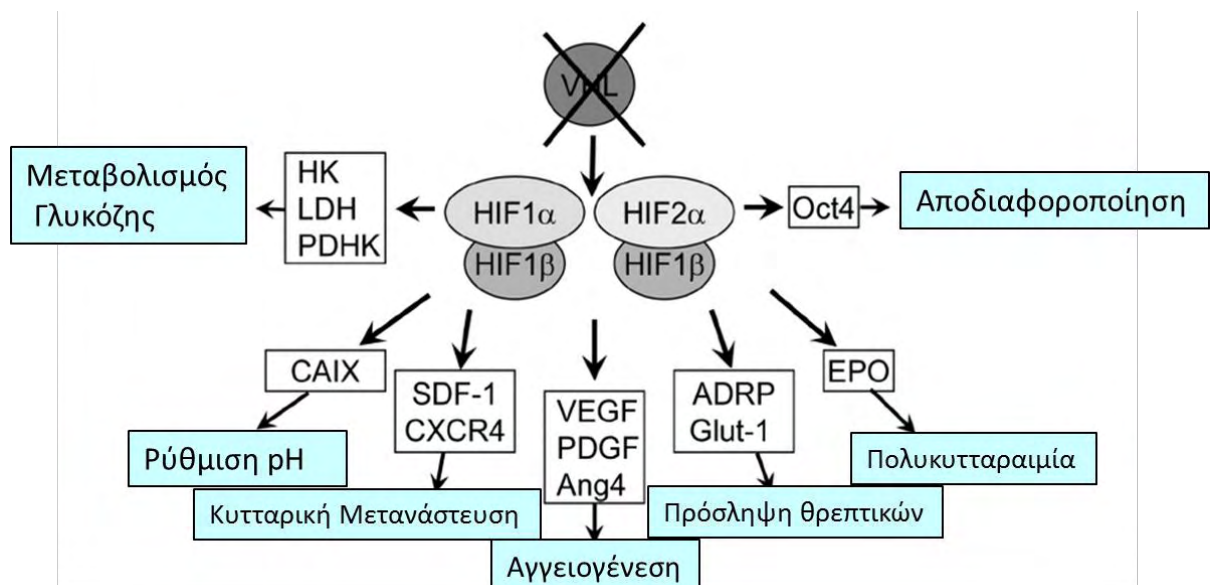 VHL
Μεταβολισμός
Γλυκόζης
HK
LDH
PDHK
HIF1α
HIF1β
HIF2α
HIF1β
Oct4
Αποδιαφοροποίηση
CAIX
SDF-1
CXCR4
VEGF
PDGF
Ang4
ADRP
Glut-1
EPO
Ρύθμιση pH
Κυτταρική Μετανάστευση
Αγγειογένεση
Πρόσληψη θρεπτικών
Πολυκυτταραιμία